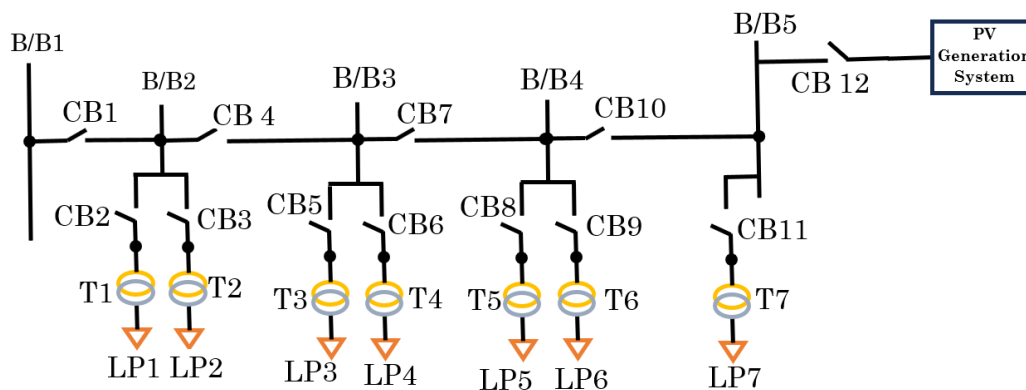 B/B1
B/B2
B/B3
B/B4
B/B5
PV
Generation
System
CB1
CB 4
CB7
CB10
CB 12
CB2
CB3
CB5
CB6
CB8
CB9
CB11
T1
T2
T3
T4
T5
T6
T7
LP1
LP2
LP3
LP4
LP5
LP6
LP7